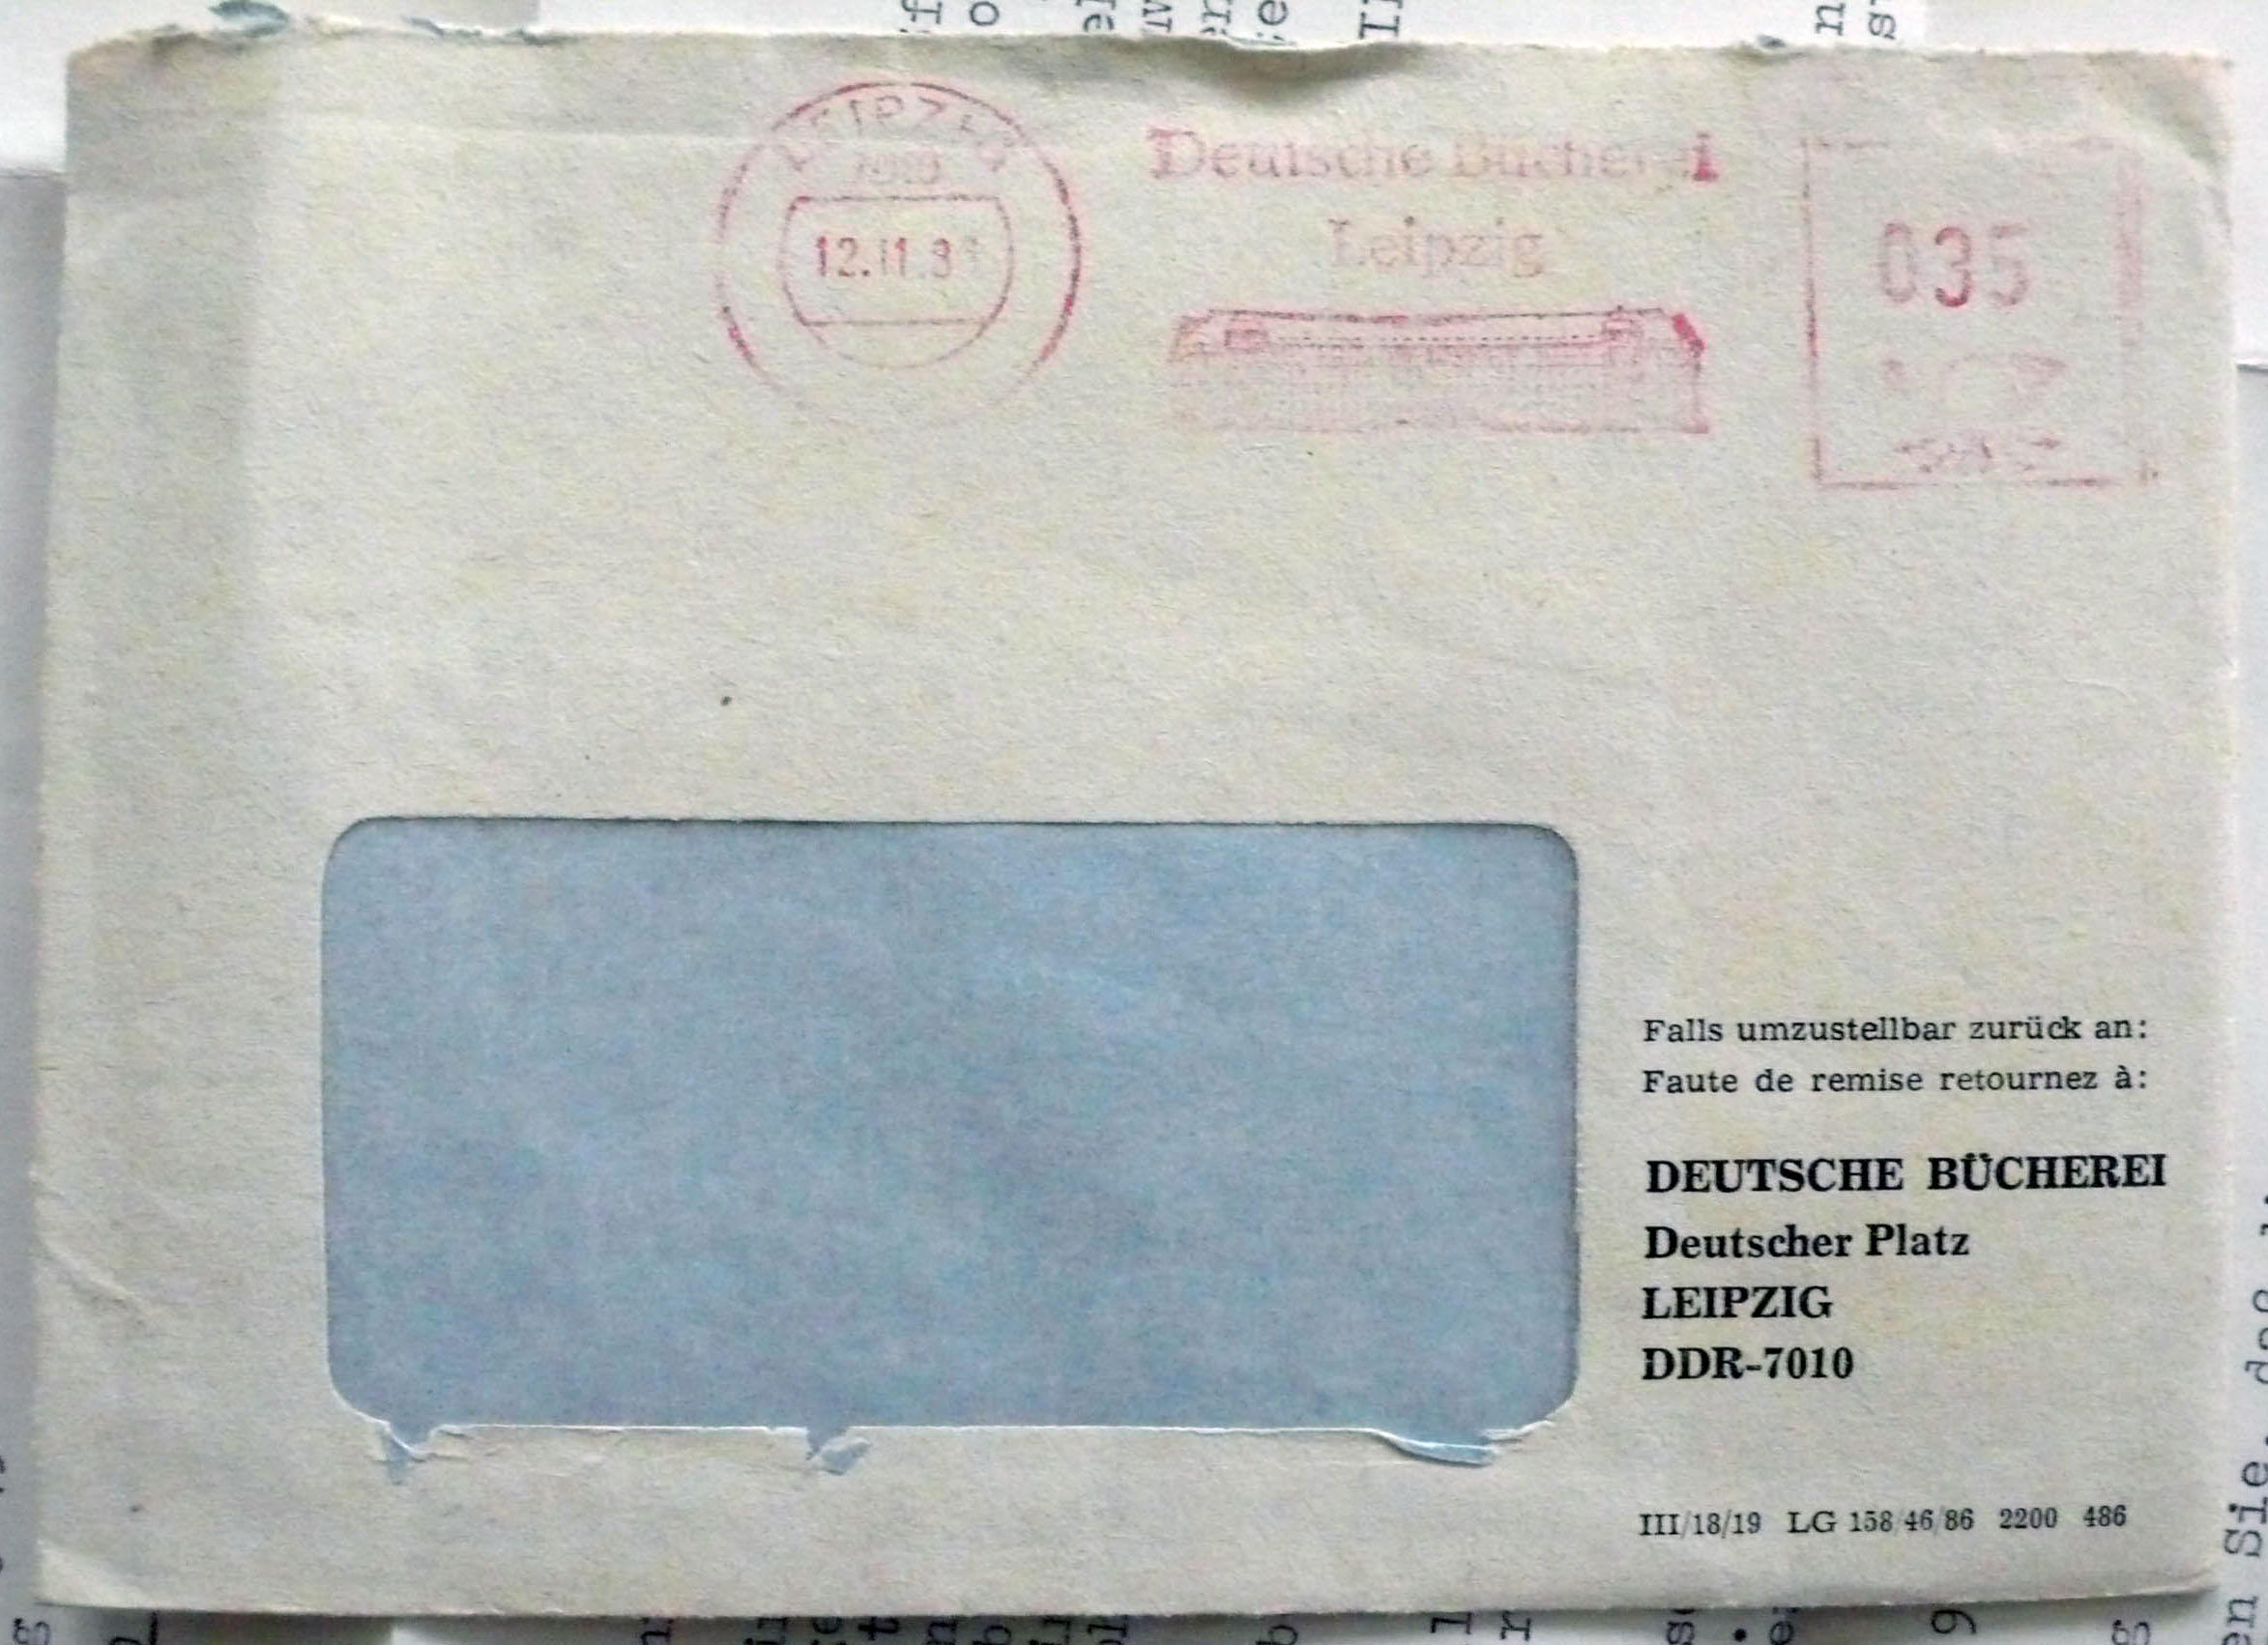 LEIPZIG
12.11.8
Deutsche Bücherei
Leipzig
035
Falls umzustellbar zurück an:
Faute de remise retournez à:
DEUTSCHE BÜCHEREI
Deutscher Platz
LEIPZIG
DDR-7010
III/18/19 LG 158/46/86 2200 486